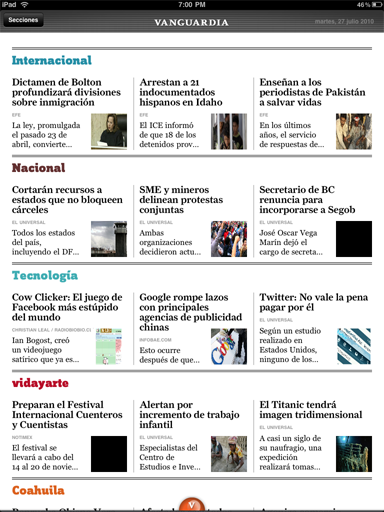 iPad 7:00 PM 46%
Secciones VANGUARDIA martes, 27 julio 2010
Internacional
Dictamen de Bolton
profundizará divisiones
sobre inmigración
EFE
La ley, promulgada
el pasado 23 de
abril, convierte...
Arrestan a 21
indocumentados
hispanos en Idaho
EFE
El ICE informó
de que 18 de los
detenidos prov...
Enseñan a los
periodistas de Pakistán
a salvar vidas
EFE
En los últimos
años, el servicio
de respuestas de...
Nacional
Cortarán recursos a
estados que no bloqueen
cárceles
EL UNIVERSAL
Todos los estados
del país,
incluyendo el DF...
SME y mineros
delinean protestas
conjuntas
EL UNIVERSAL
Ambas
organizaciones
decidieron actu...
Secretario de BC
renuncia para
incorporarse a Segob
EL UNIVERSAL
José Oscar Vega
Marín dejó el
cargo de secreta...
Tecnología
Cow Clicker: El juego de
Facebook más estúpido
del mundo
CHRISTIAN LEAL / RADIOBIOBIO.CL
Ian Bogost, creó
un videojuego
satírico que ya es...
Google rompe lazos
con principales
agencias de publicidad
chinas
INFOBAE.COM
Esto ocurre
después de que...
Twitter: No vale la pena
pagar por él
EL UNIVERSAL
Según un estudio
realizado en
Estados Unidos,
ninguno de los...
vidayarte
Preparan el Festival
Internacional Cuenteros
y Cuentistas
NOTIMEX
El festival se
llevará a cabo del
14 al 20 de novie...
Alertan por
incremento de trabajo
infantil
EL UNIVERSAL
Especialistas del
Centro de
Estudios e Inve...
El Titanic tendrá
imagen tridimensional
EL UNIVERSAL
A casi un siglo de
su naufragio, una
expedición
realizará tomas...
Coahuila